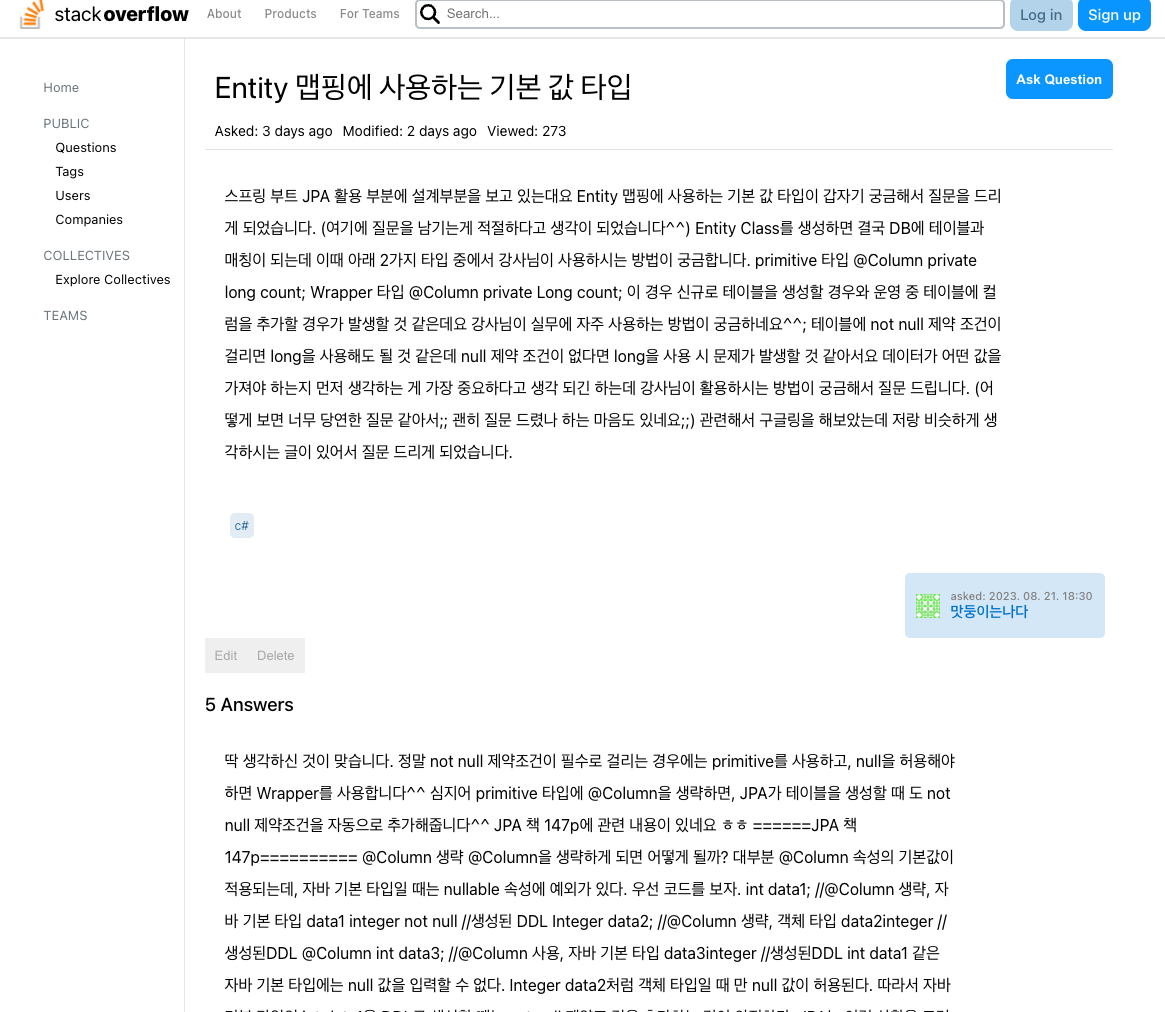 stackoverflow About Products For Teams Search... Log in Sign up
Home
PUBLIC
Questions
Tags
Users
Companies
COLLECTIVES
Explore Collectives
TEAMS
Entity 맵핑에 사용하는 기본 값 타입
Ask Question
Asked: 3 days ago Modified: 2 days ago Viewed: 273
스프링 부트 JPA 활용 부분에 설계부분을 보고 있는대요 Entity 맵핑에 사용하는 기본 값 타입이 갑자기 궁금해서 질문을 드리
게 되었습니다. (여기에 질문을 남기는게 적절하다고 생각이 되었습니다^^) Entity Class를 생성하면 결국 DB에 테이블과
매칭이 되는데 이때 아래 2가지 타입 중에서 강사님이 사용하시는 방법이 궁금합니다. primitive 타입 @Column private
long count; Wrapper 타입 @Column private Long count; 이 경우 신규로 테이블을 생성할 경우와 운영 중 테이블에 컬
럼을 추가할 경우가 발생할 것 같은데요 강사님이 실무에 자주 사용하는 방법이 궁금하네요^^; 테이블에 not null 제약 조건이
걸리면 long을 사용해도 될 것 같은데 null 제약 조건이 없다면 long을 사용 시 문제가 발생할 것 같아서요 데이터가 어떤 값을
가져야 하는지 먼저 생각하는 게 가장 중요하다고 생각 되긴 하는데 강사님이 활용하시는 방법이 궁금해서 질문 드립니다. (어
떻게 보면 너무 당연한 질문 같아서;; 괜히 질문 드렸나 하는 마음도 있네요;;) 관련해서 구글링을 해보았는데 저랑 비슷하게 생
각하시는 글이 있어서 질문 드리게 되었습니다.
c#
asked: 2023. 08. 21. 18:30
맛둥이는나다
Edit Delete
5 Answers
딱 생각하신 것이 맞습니다. 정말 not null 제약조건이 필수로 걸리는 경우에는 primitive를 사용하고, null을 허용해야
하면 Wrapper를 사용합니다^^ 심지어 primitive 타입에 @Column을 생략하면, JPA가 테이블을 생성할 때 도 not
null 제약조건을 자동으로 추가해줍니다^^ JPA 책 147p에 관련 내용이 있네요 ㅎㅎ ======JPA 책
147p========== @Column 생략 @Column을 생략하게 되면 어떻게 될까? 대부분 @Column 속성의 기본값이
적용되는데, 자바 기본 타입일 때는 nullable 속성에 예외가 있다. 우선 코드를 보자. int data1; //@Column 생략, 자
바 기본 타입 data1 integer not null //생성된 DDL Integer data2; //@Column 생략, 객체 타입 data2integer //
생성된DDL @Column int data3; //@Column 사용, 자바 기본 타입 data3integer //생성된DDL int data1 같은
자바 기본 타입에는 null 값을 입력할 수 없다. Integer data2처럼 객체 타입일 때 만 null 값이 허용된다. 따라서 자바